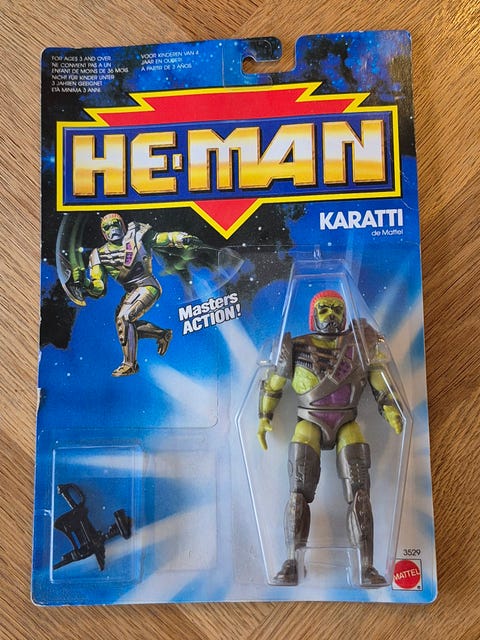 FOR AGES 3 AND OVER
NE CONVIENT PAS A UN
ENFANT DE MOINS DE 36 MOIS
NICHT FÜR KINDER UNTER
3 JAHREN GEEIGNET
ETÀ MINIMA 3 ANNI
VOOR KINDEREN VAN 4
JAAR EN OUDER
A PARTIR DE 3 AÑOS
HE-MAN
KARATTI
de Mattel
Masters
ACTION!
3529
MATTEL